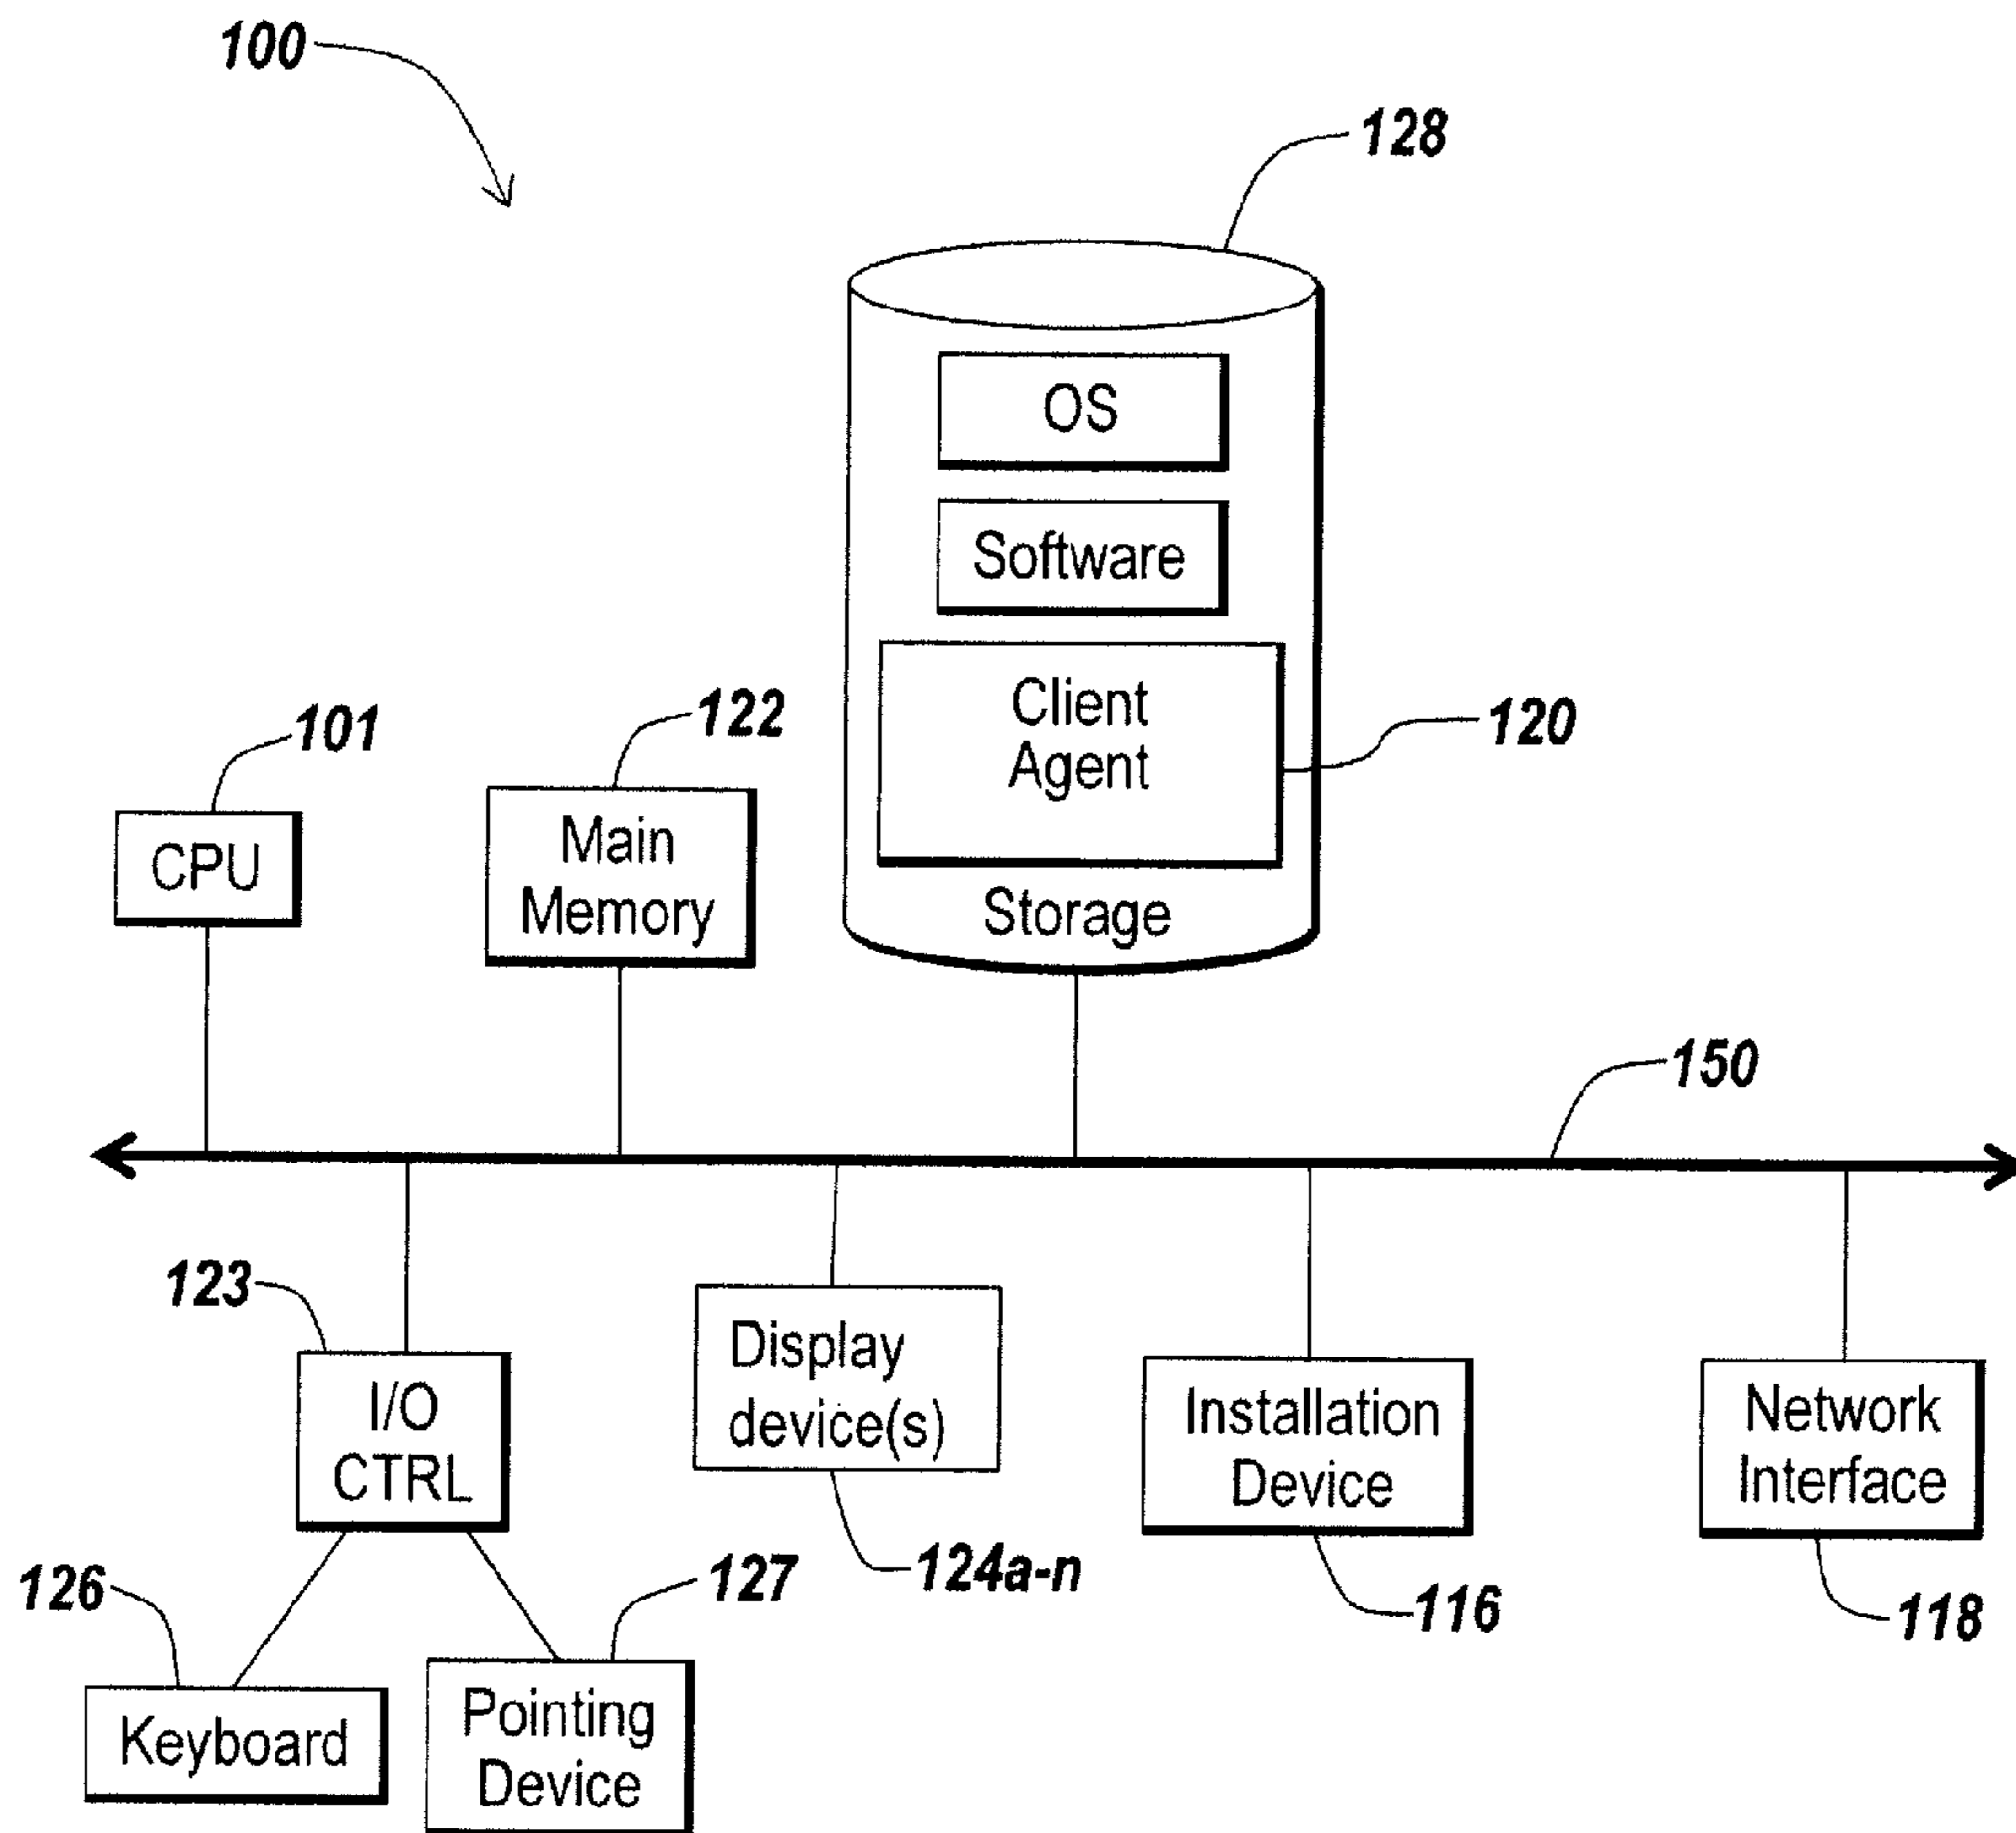 100
128
OS
Software
Client
Agent
120
Storage
101
CPU
122
Main
Memory
150
123
I/O
CTRL
Display
device(s)
124a-n
Installation
Device
116
Network
Interface
118
126
Keyboard
127
Pointing
Device